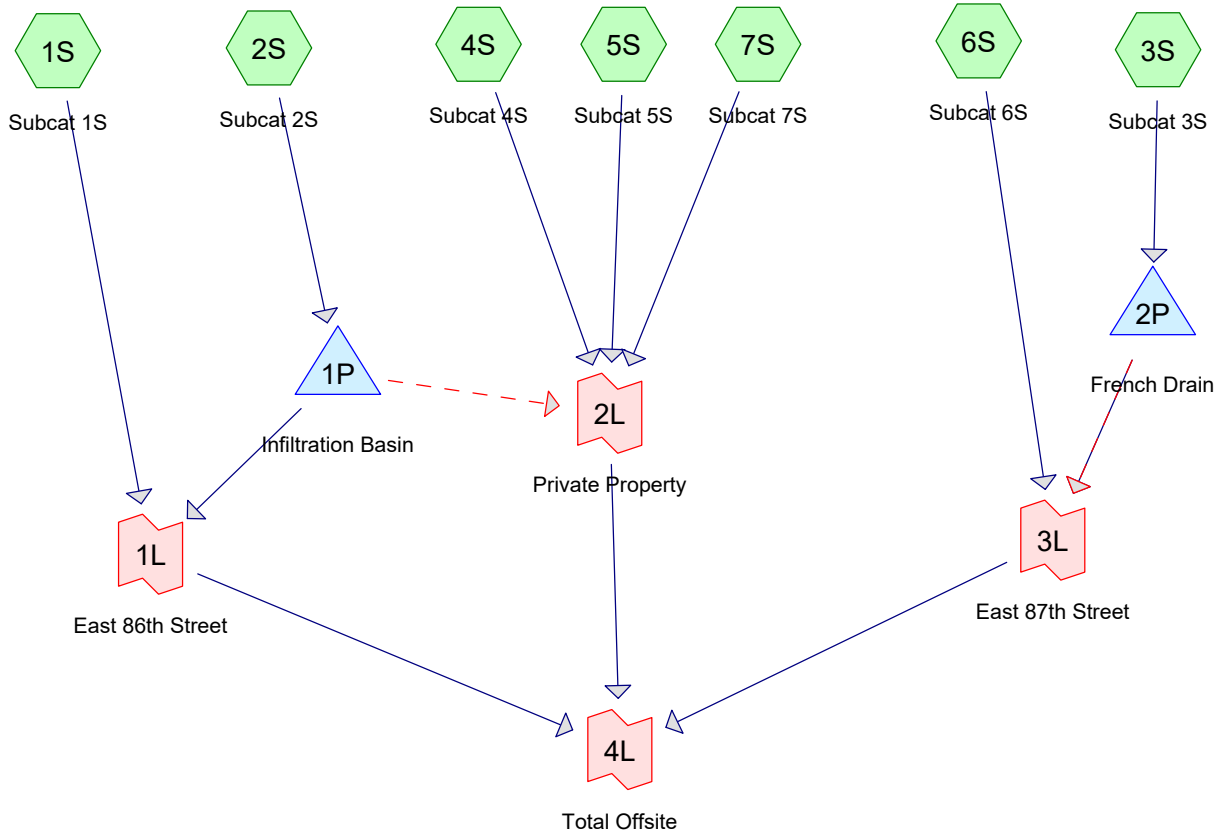 1S
2S
4S
5S
7S
6S
3S
Subcat 1S
Subcat 2S
Subcat 4S
Subcat 5S
Subcat 7S
Subcat 6S
Subcat 3S
2P
French Drain
1P
Infiltration Basin
2L
Private Property
1L
East 86th Street
3L
East 87th Street
4L
Total Offsite